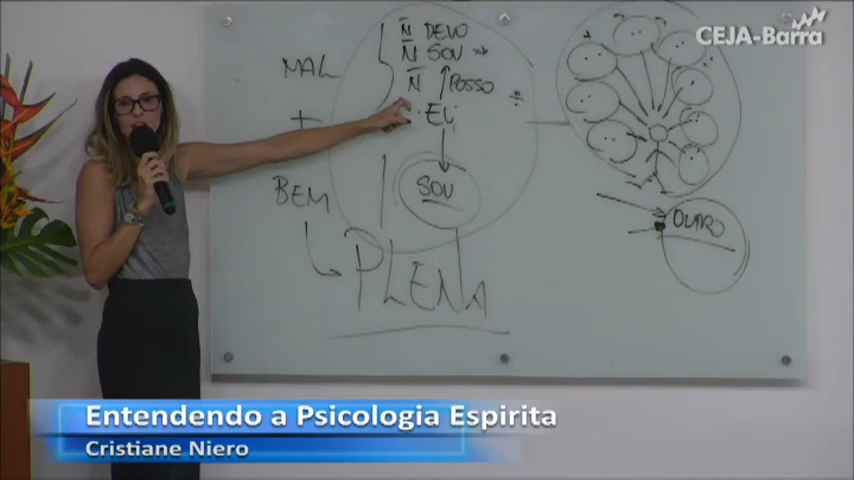 CEJA-Barra
Ñ DEVO
Ñ SOU
Ñ POSSO
MAL
+
EU
BEM
SOU
OUTRO
PLENA
Entendendo a Psicologia Espirita
Cristiane Niero